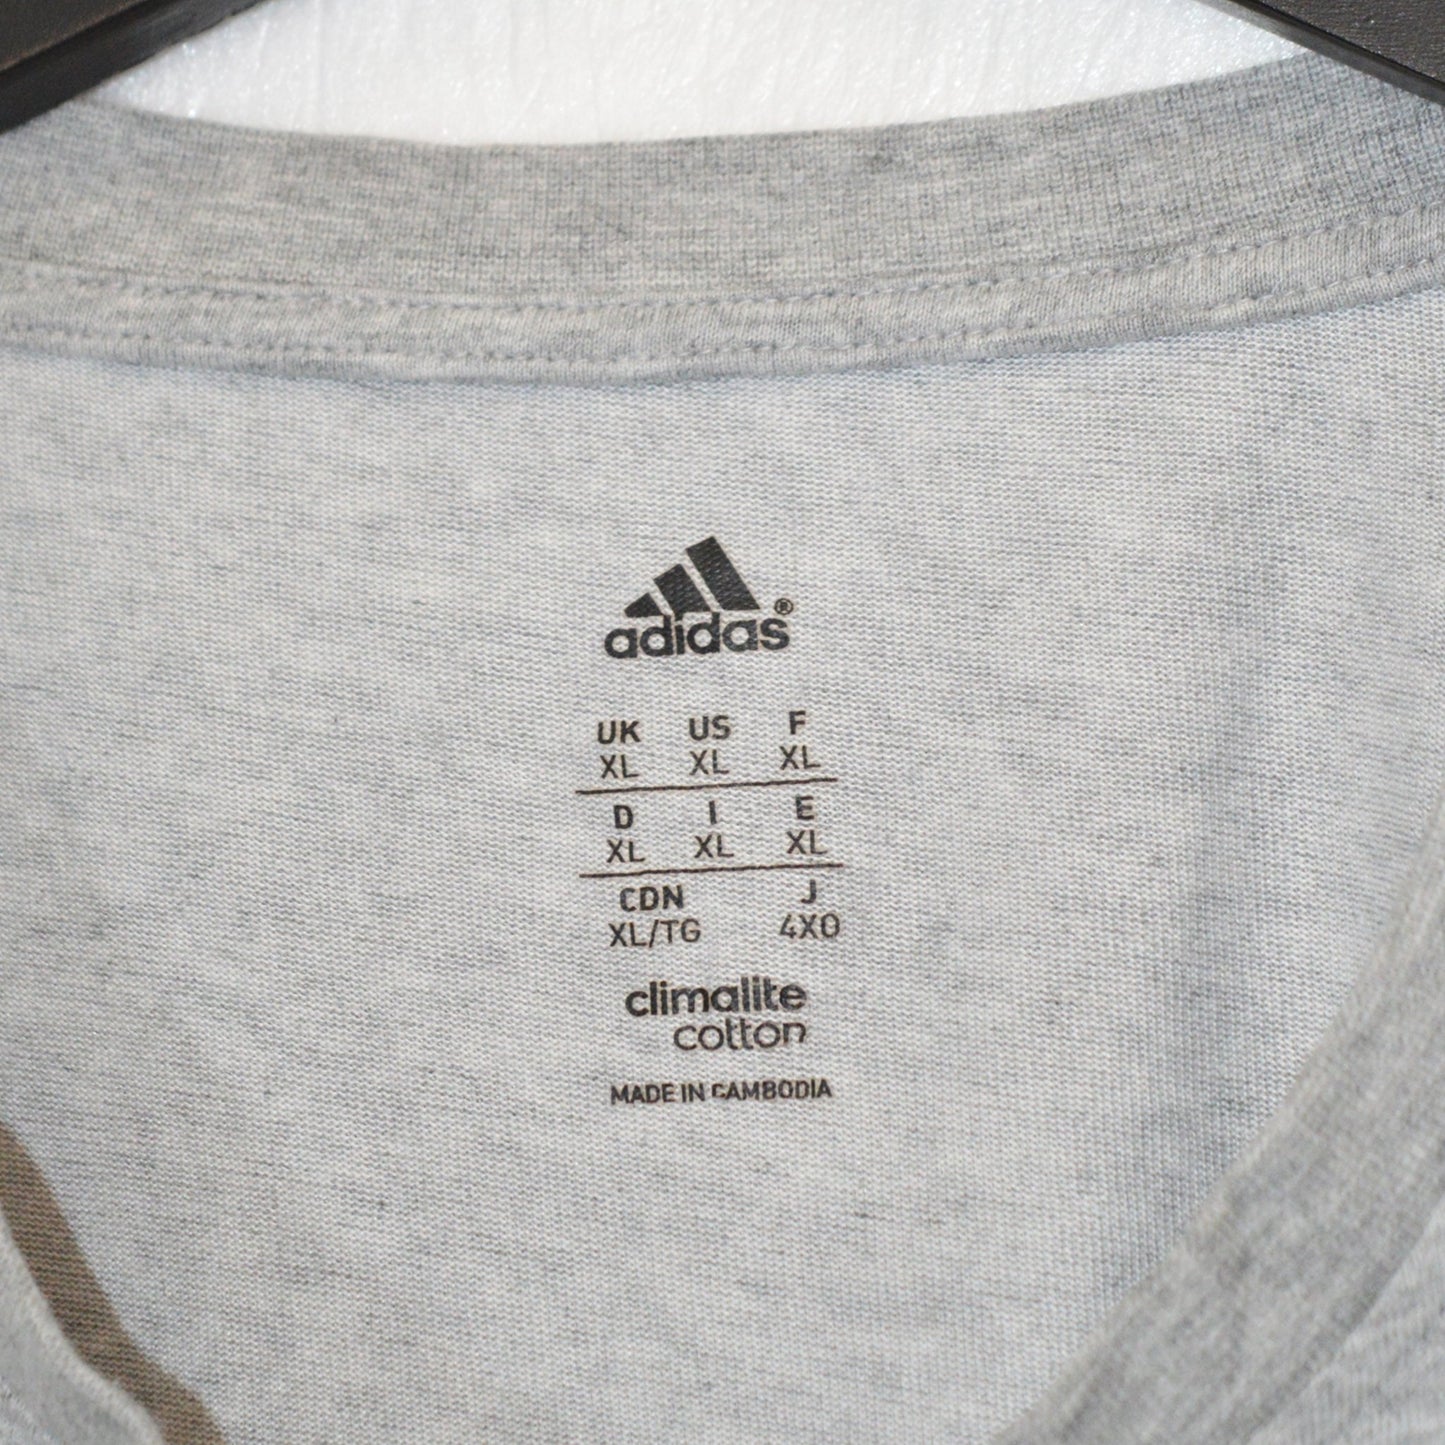 adidas®
UK US F
XL XL XL
D I E
XL XL XL
CDN J
XL/TG 4XO
climalite
cotton
MADE IN CAMBODIA